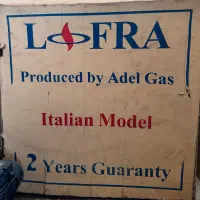 LOFRA
Produced by Adel Gas
Italian Model
2 Years Guaranty